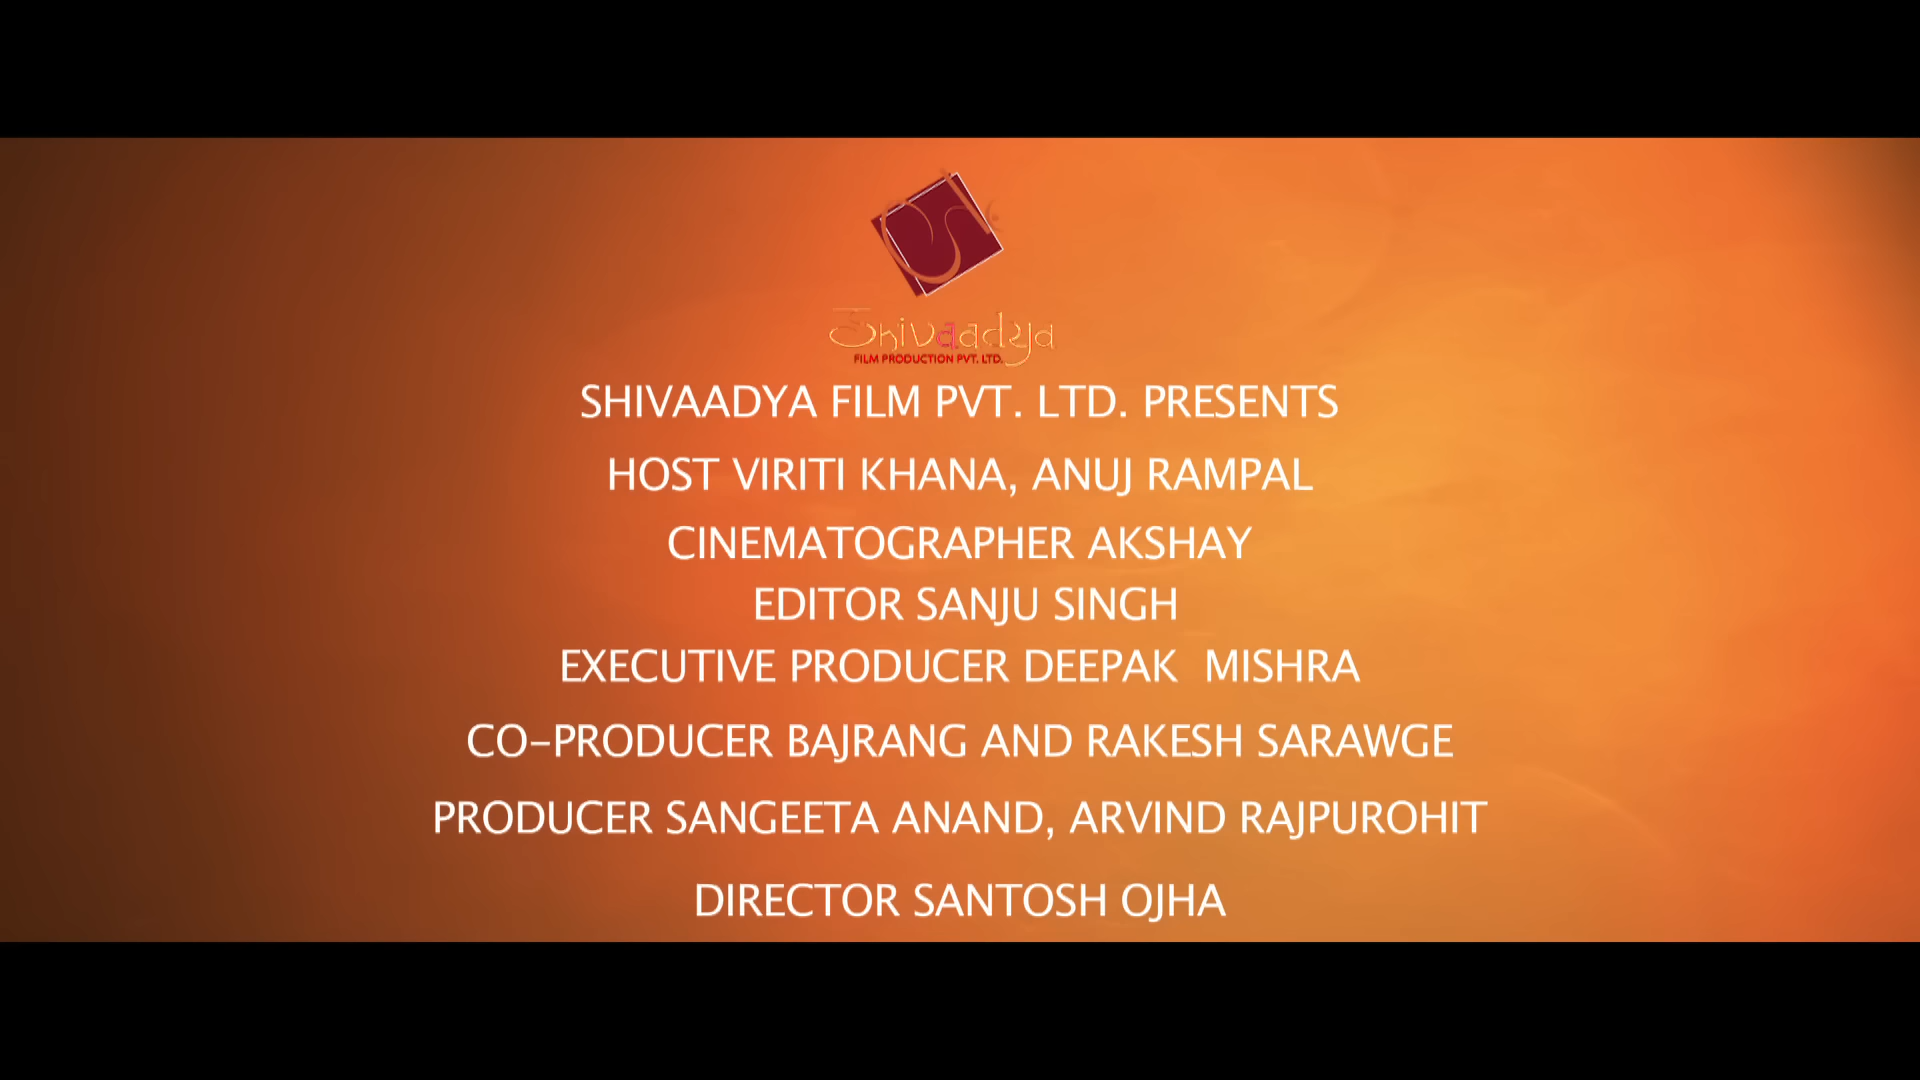 Shivaadya
FILM PRODUCTION PVT. LTD.
SHIVAADYA FILM PVT. LTD. PRESENTS
HOST VIRITI KHANA, ANUJ RAMPAL
CINEMATOGRAPHER AKSHAY
EDITOR SANJU SINGH
EXECUTIVE PRODUCER DEEPAK  MISHRA
CO-PRODUCER BAJRANG AND RAKESH SARAWGE
PRODUCER SANGEETA ANAND, ARVIND RAJPUROHIT
DIRECTOR SANTOSH OJHA